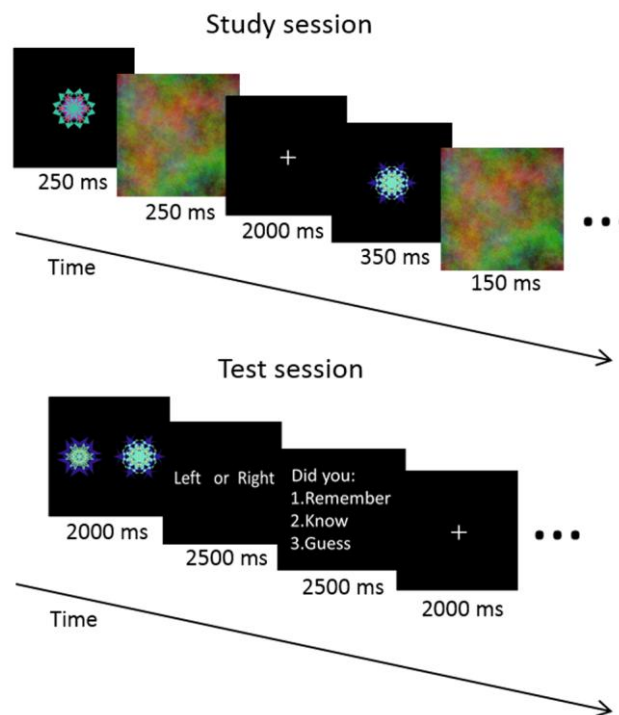 Study session
250 ms
250 ms
2000 ms
350 ms
150 ms
Time
Test session
Left or Right
Did you:
1.Remember
2.Know
3.Guess
2000 ms
2500 ms
2500 ms
2000 ms
Time